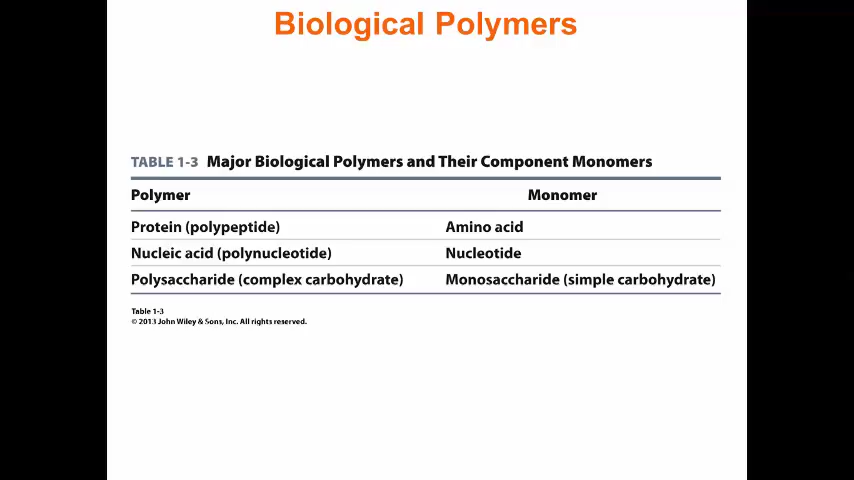 Biological Polymers
TABLE 1-3 Major Biological Polymers and Their Component Monomers
Polymer Monomer
Protein (polypeptide) Amino acid
Nucleic acid (polynucleotide) Nucleotide
Polysaccharide (complex carbohydrate) Monosaccharide (simple carbohydrate)
Table 1-3
© 2013 John Wiley & Sons, Inc. All rights reserved.